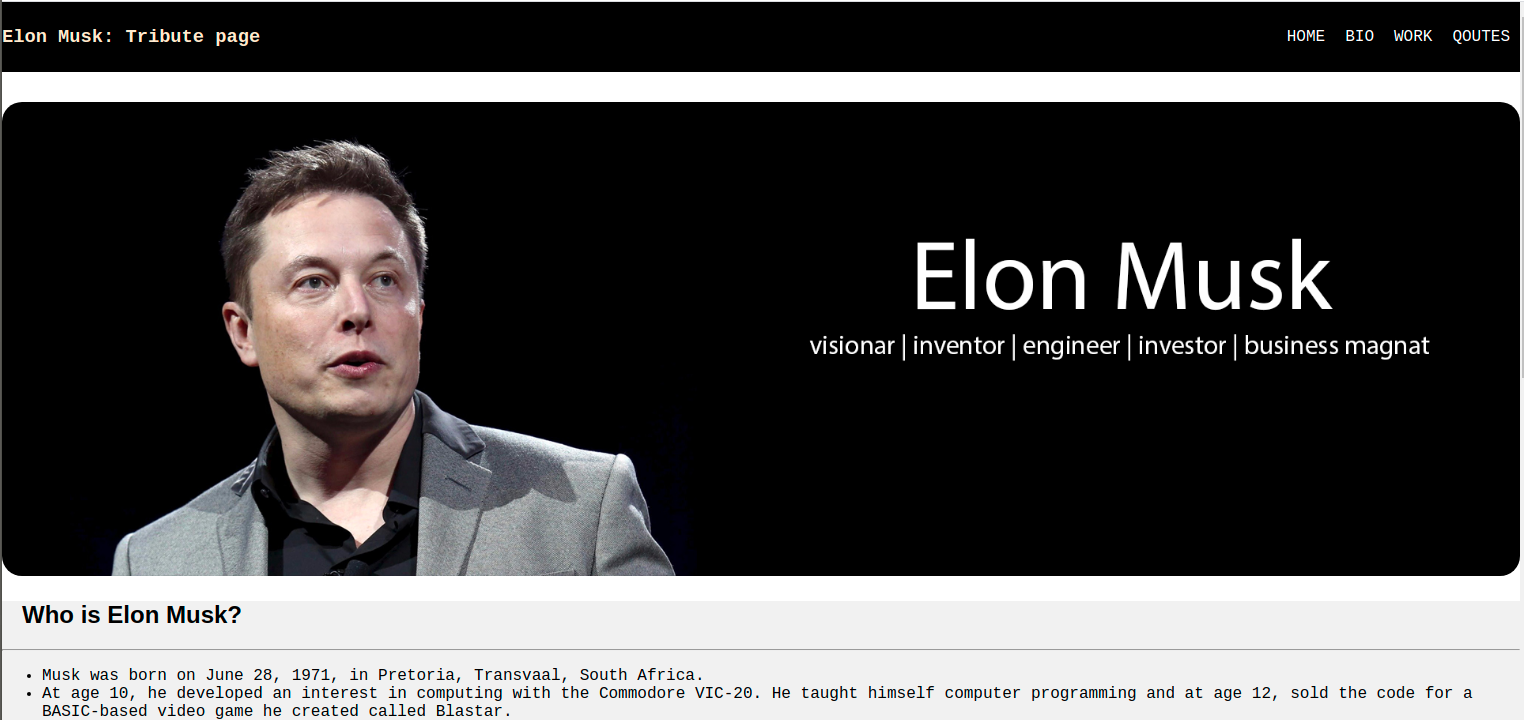 Elon Musk: Tribute page
HOME BIO WORK QOUTES
Elon Musk
visionar | inventor | engineer | investor | business magnat
Who is Elon Musk?
• Musk was born on June 28, 1971, in Pretoria, Transvaal, South Africa.
• At age 10, he developed an interest in computing with the Commodore VIC-20. He taught himself computer programming and at age 12, sold the code for a
BASIC-based video game he created called Blastar.